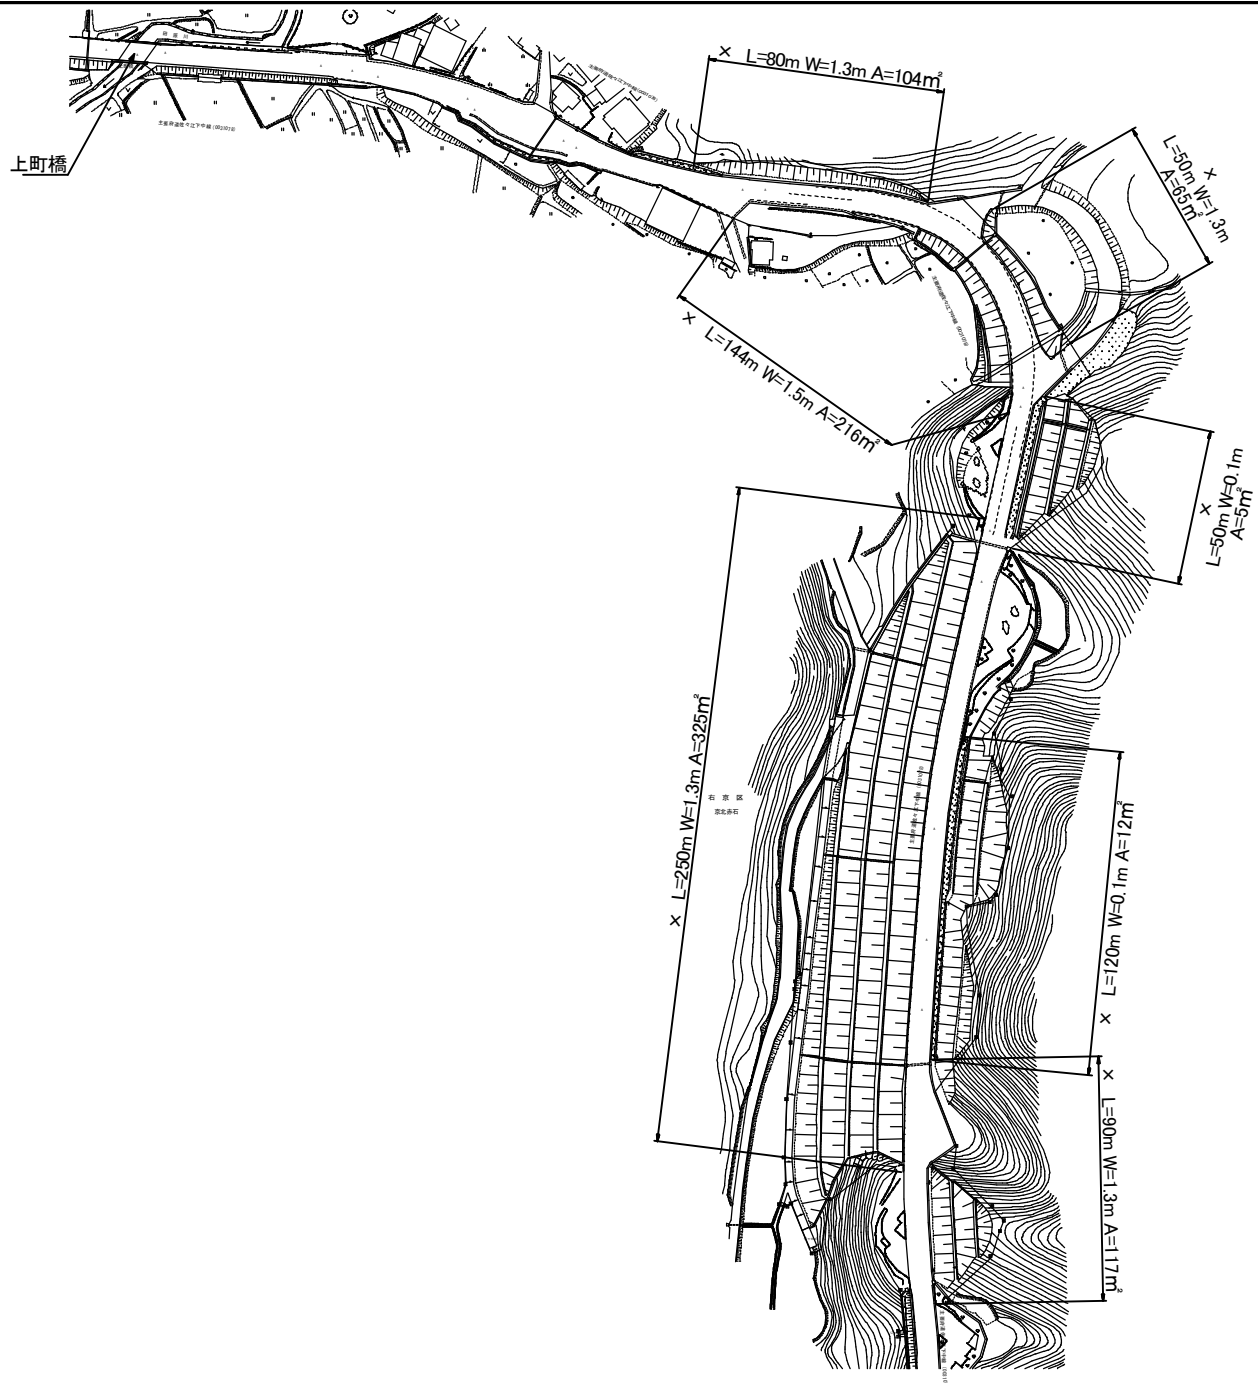 上町橋
× L=80m W=1.3m A=104㎡
× L=50m W=1.3m
A=65㎡
× L=144m W=1.5m A=216㎡
× L=50m W=0.1m
A=5㎡
× L=250m W=1.3m A=325㎡
右京区
京北赤石
× L=120m W=0.1m A=12㎡
× L=90m W=1.3m A=117㎡